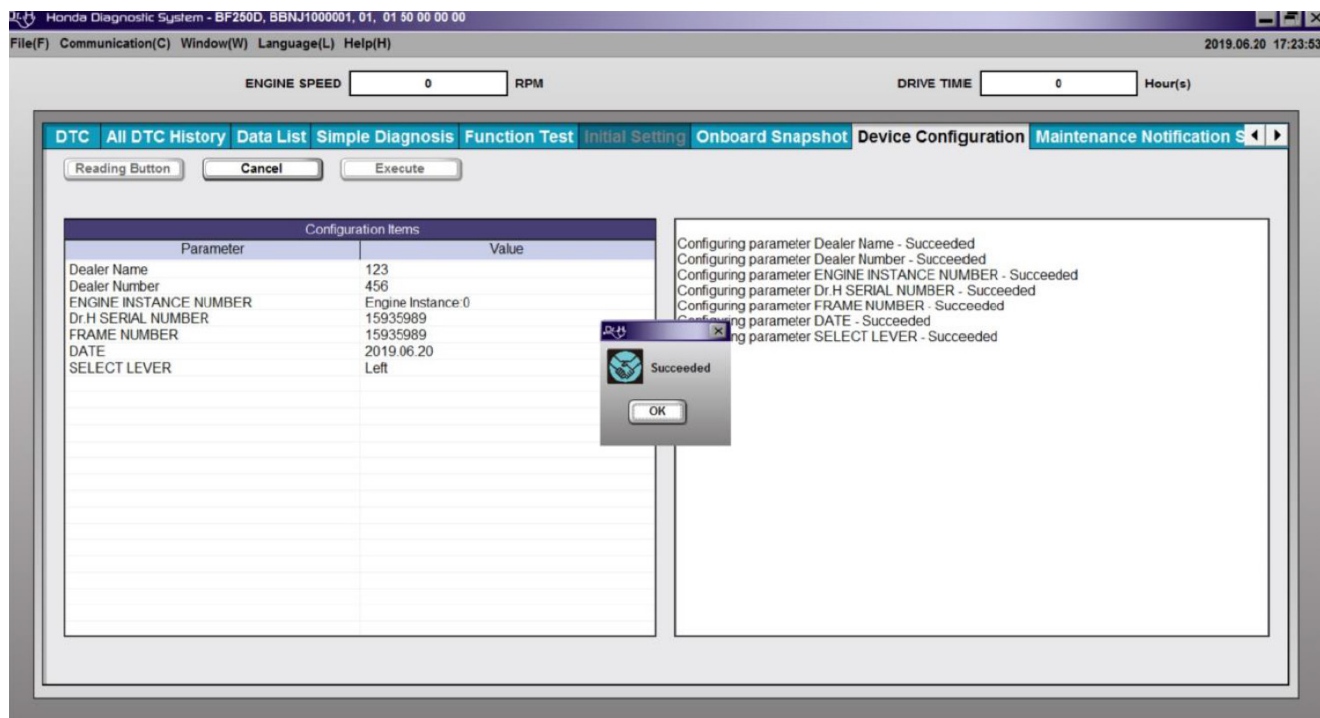 Honda Diagnostic System - BF250D, BBNJ1000001, 01, 01 50 00 00 00
File(F) Communication(C) Window(W) Language(L) Help(H) 2019.06.20 17:23:53
ENGINE SPEED 0 RPM DRIVE TIME 0 Hour(s)
DTC All DTC History Data List Simple Diagnosis Function Test Initial Setting Onboard Snapshot Device Configuration Maintenance Notification S
Reading Button Cancel Execute
Configuration Items
Parameter Value
Dealer Name 123
Dealer Number 456
ENGINE INSTANCE NUMBER Engine Instance:0
Dr.H SERIAL NUMBER 15935989
FRAME NUMBER 15935989
DATE 2019.06.20
SELECT LEVER Left
Configuring parameter Dealer Name - Succeeded
Configuring parameter Dealer Number - Succeeded
Configuring parameter ENGINE INSTANCE NUMBER - Succeeded
Configuring parameter Dr.H SERIAL NUMBER - Succeeded
Configuring parameter FRAME NUMBER - Succeeded
Configuring parameter DATE - Succeeded
ng parameter SELECT LEVER - Succeeded
Succeeded
OK